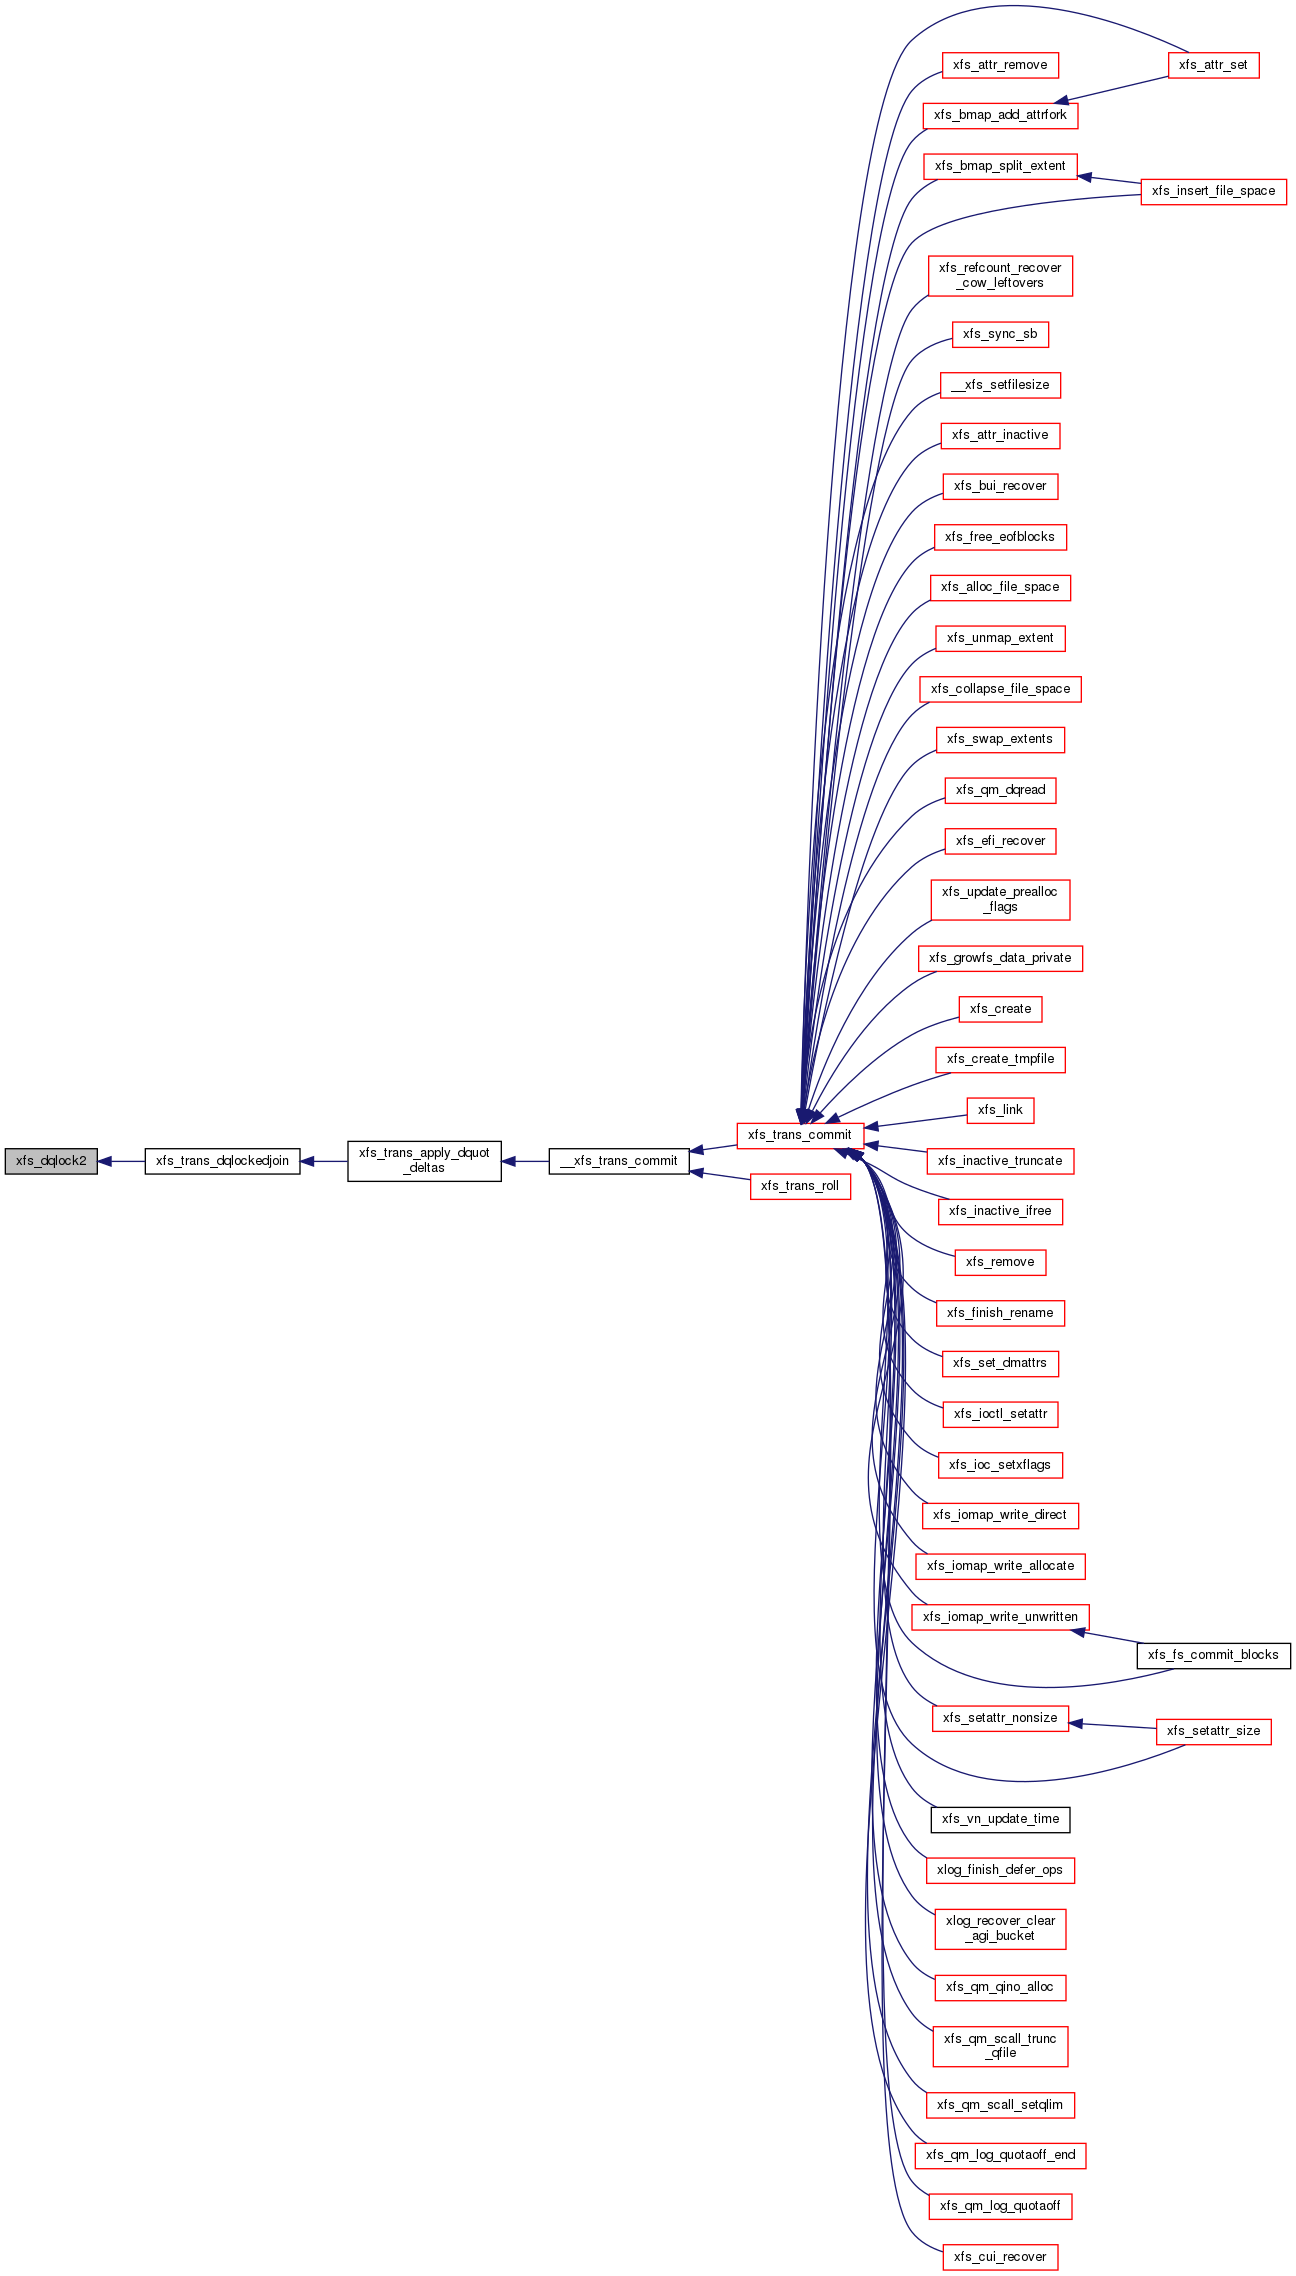 xfs_attr_set
xfs_attr_remove
xfs_bmap_add_attrfork
xfs_bmap_split_extent
xfs_insert_file_space
xfs_refcount_recover
_cow_leftovers
xfs_sync_sb
__xfs_setfilesize
xfs_attr_inactive
xfs_bui_recover
xfs_free_eofblocks
xfs_alloc_file_space
xfs_unmap_extent
xfs_collapse_file_space
xfs_swap_extents
xfs_qm_dqread
xfs_efi_recover
xfs_update_prealloc
_flags
xfs_growfs_data_private
xfs_create
xfs_create_tmpfile
xfs_link
xfs_trans_commit
xfs_dqlock2
xfs_trans_dqlockedjoin
xfs_trans_apply_dquot
_deltas
__xfs_trans_commit
xfs_inactive_truncate
xfs_trans_roll
xfs_inactive_ifree
xfs_remove
xfs_finish_rename
xfs_set_dmattrs
xfs_ioctl_setattr
xfs_ioc_setxflags
xfs_iomap_write_direct
xfs_iomap_write_allocate
xfs_iomap_write_unwritten
xfs_fs_commit_blocks
xfs_setattr_nonsize
xfs_setattr_size
xfs_vn_update_time
xlog_finish_defer_ops
xlog_recover_clear
_agi_bucket
xfs_qm_qino_alloc
xfs_qm_scall_trunc
_qfile
xfs_qm_scall_setqlim
xfs_qm_log_quotaoff_end
xfs_qm_log_quotaoff
xfs_cui_recover